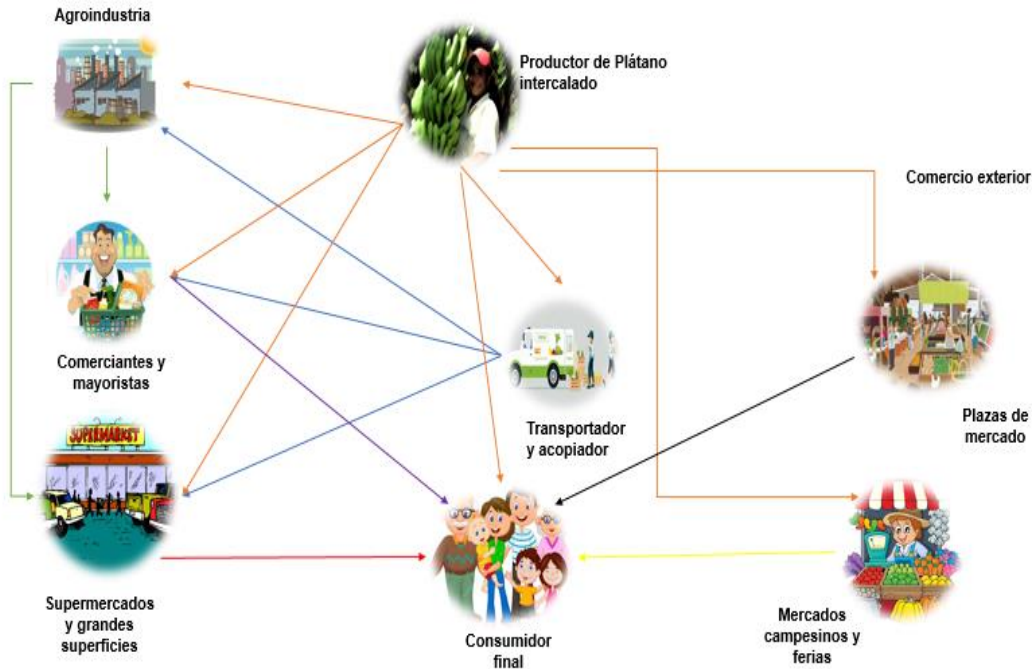 Agroindustria
Productor de Plátano
intercalado
Comercio exterior
Comerciantes y
mayoristas
Transportador
y acopiador
Plazas de
mercado
SUPERMARKET
Supermercados
y grandes
superficies
Consumidor
final
Mercados
campesinos y
ferias